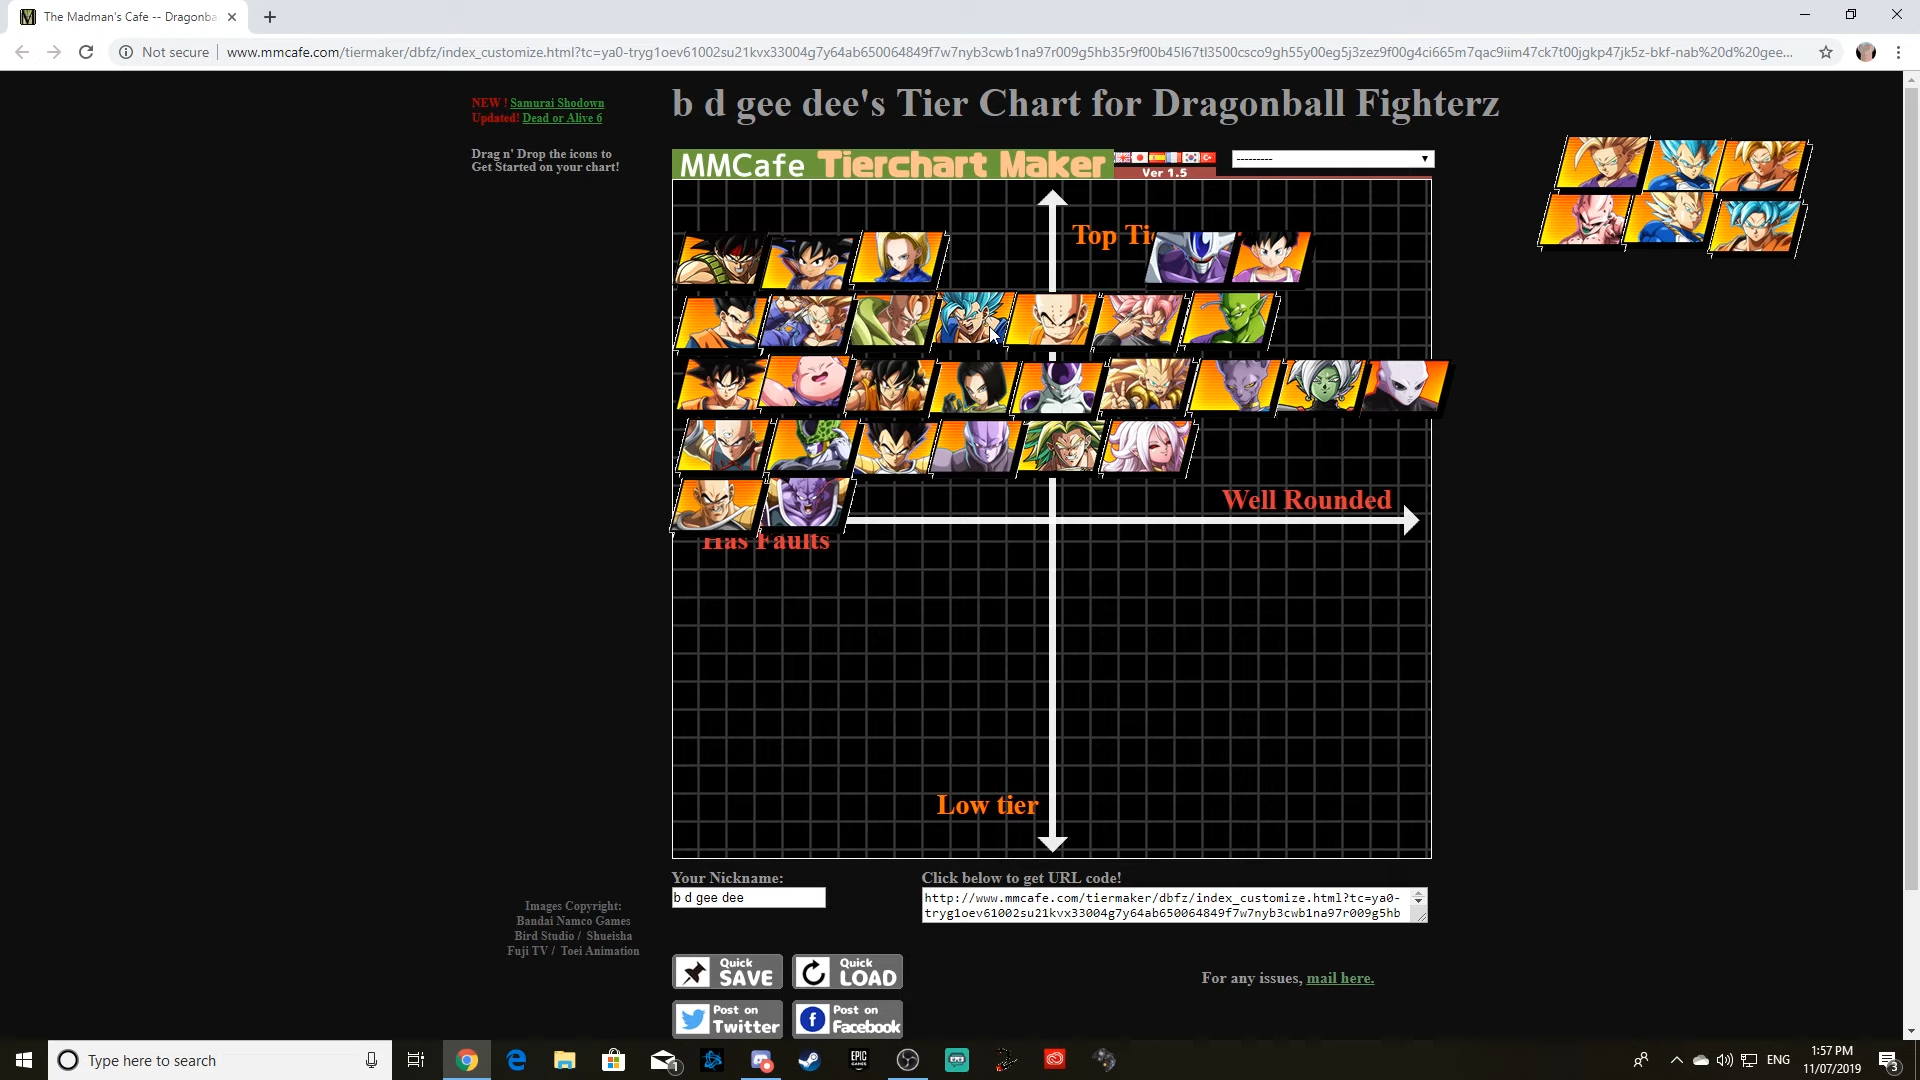 The Madman's Cafe -- Dragonba
Not secure
www.mmcafe.com/tiermaker/dbfz/index_customize.html?tc=ya0-tryg1oev61002su21kvx33004g7y64ab650064849f7w7nyb3cwb1na97r009g5hb35r9f00b45l67tl3500csco9gh55y00eg5j3zez9f00g4ci665m7qac9iim47ck7t00jgkp47jk5z-bkf-nab%20d%20gee...
NEW ! Samurai Shodown
Updated! Dead or Alive 6
Drag n' Drop the icons to
Get Started on your chart!
b d gee dee's Tier Chart for Dragonball Fighterz
MMCafe Tierchart Maker
Ver 1.5
---------
Top Tie
Well Rounded
Has Faults
Low tier
Your Nickname:
b d gee dee
Click below to get URL code!
http://www.mmcafe.com/tiermaker/dbfz/index_customize.html?tc=ya0-
tryg1oev61002su21kvx33004g7y64ab650064849f7w7nyb3cwb1na97r009g5hb
Images Copyright:
Bandai Namco Games
Bird Studio / Shueisha
Fuji TV / Toei Animation
Quick SAVE
Quick LOAD
Post on Twitter
Post on Facebook
For any issues, mail here.
Type here to search
1
EPIC GAMES
ENG
1:57 PM
11/07/2019
3